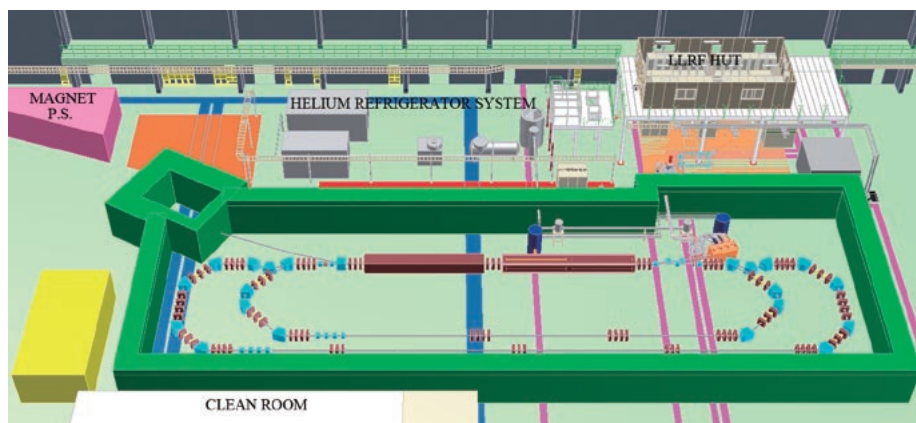 LLRF HUT
MAGNET
P.S.
HELIUM REFRIGERATOR SYSTEM
CLEAN ROOM